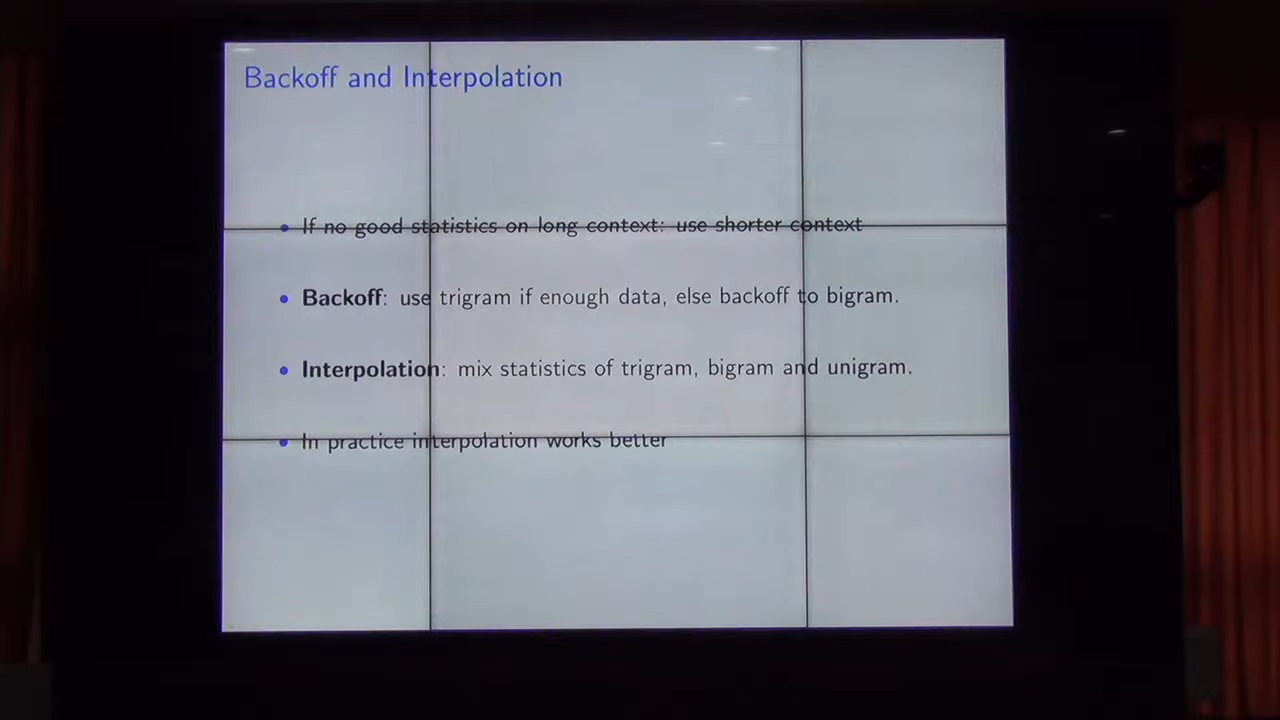 Backoff and Interpolation
• If no good statistics on long context: use shorter context
• Backoff: use trigram if enough data, else backoff to bigram.
• Interpolation: mix statistics of trigram, bigram and unigram.
• In practice interpolation works better